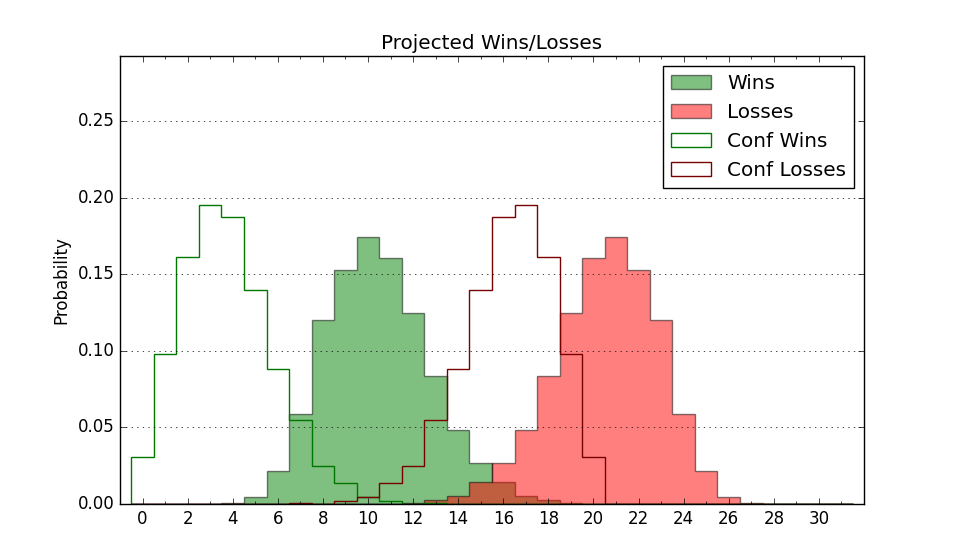 Projected Wins/Losses
Wins
Losses
Conf Wins
Conf Losses
Probability
0.25
0.20
0.15
0.10
0.05
0.00
0 2 4 6 8 10 12 14 16 18 20 22 24 26 28 30